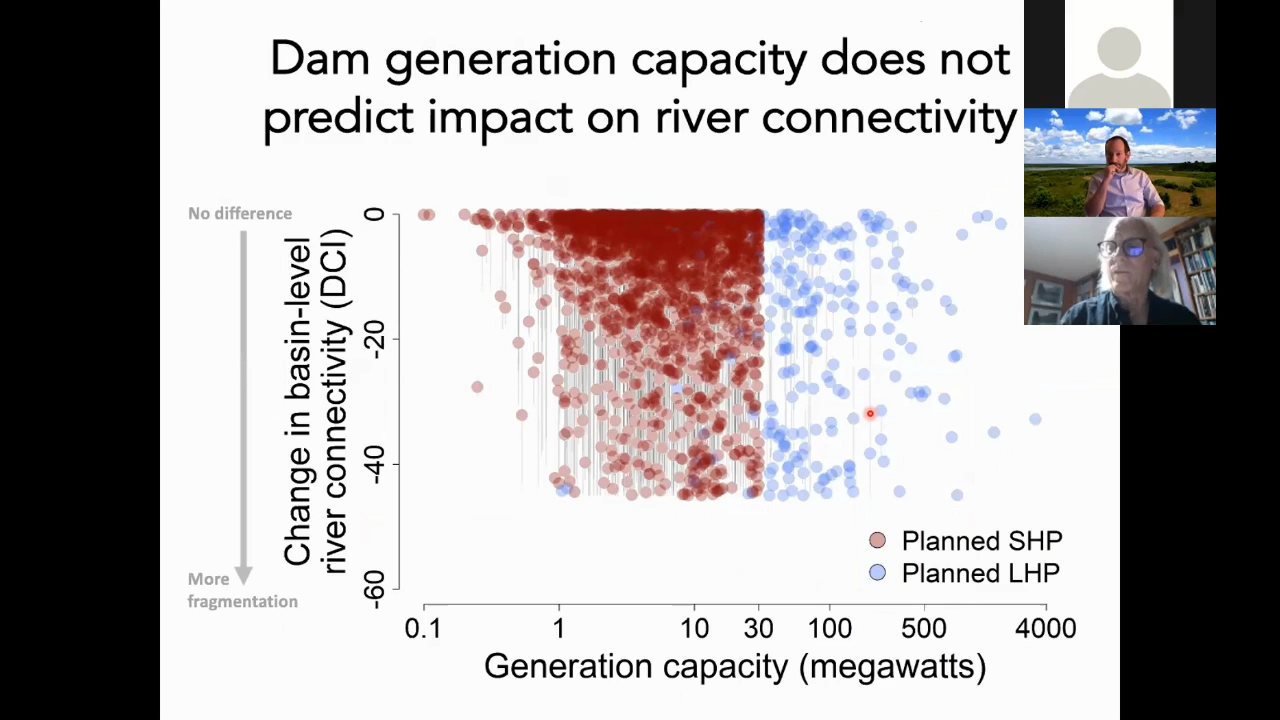 Dam generation capacity does not
predict impact on river connectivity
No difference
More
fragmentation
Change in basin-level
river connectivity (DCI)
0
-20
-40
-60
Planned SHP
Planned LHP
0.1 1 10 30 100 500 4000
Generation capacity (megawatts)